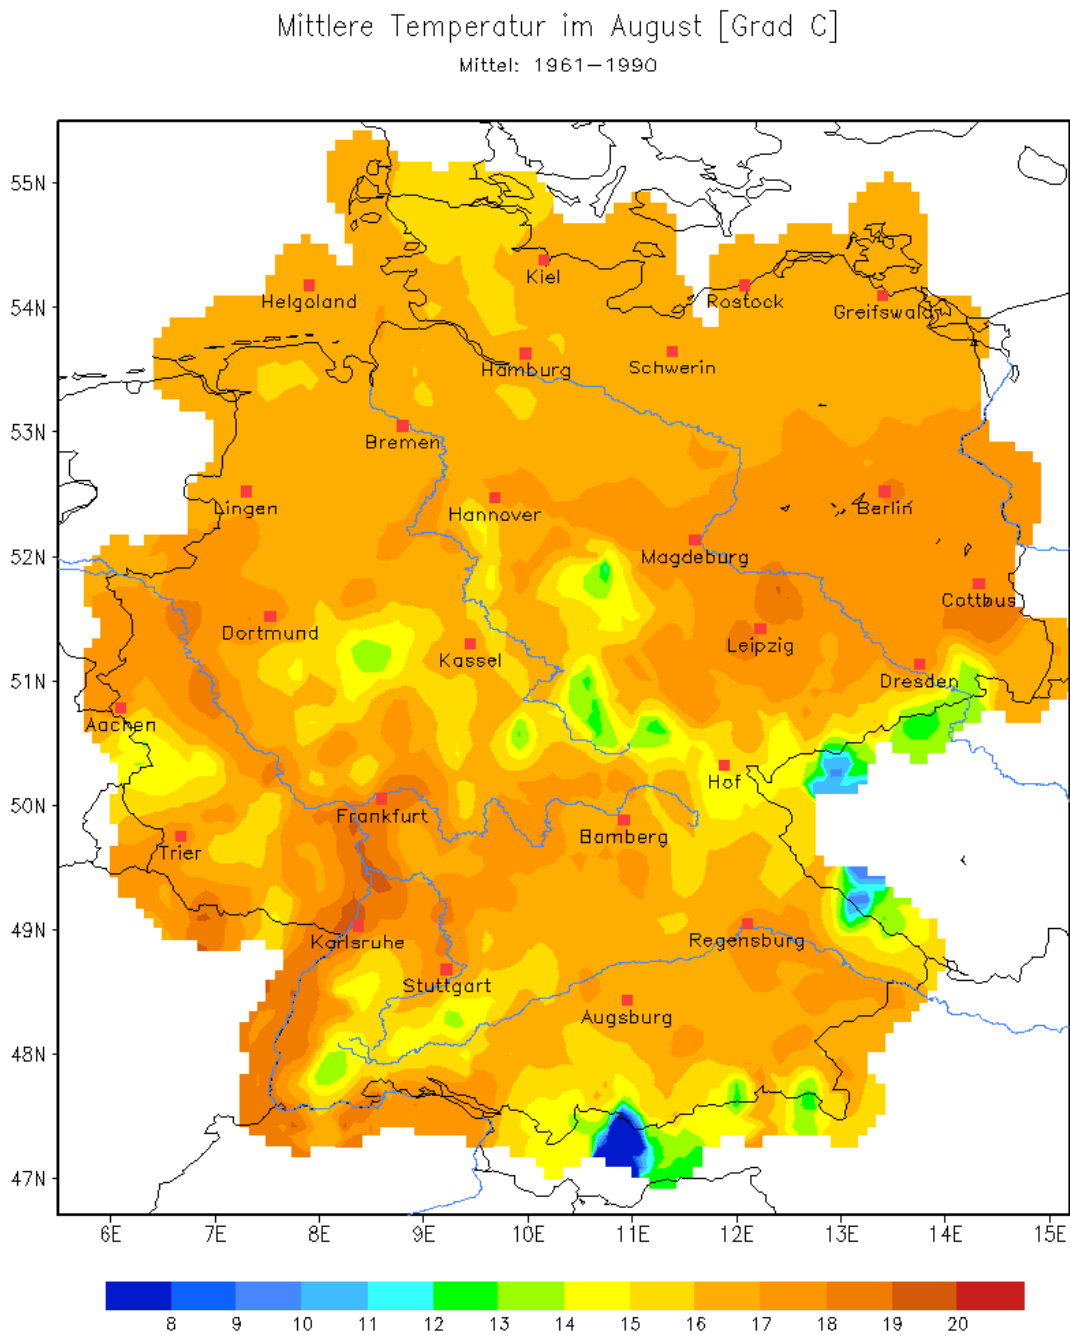 Mittlere Temperatur im August [Grad C]
Mittel: 1961-1990
55N
Kiel
Helgoland
Rostock
54N
Greifswald
Hamburg
Schwerin
53N
Bremen
Lingen
Hannover
Berlin
52N
Magdeburg
Cottbus
Dortmund
Leipzig
Kassel
51N
Dresden
Aachen
Hof
50N
Frankfurt
Bamberg
Trier
49N
Karlsruhe
Regensburg
Stuttgart
Augsburg
48N
47N
6E 7E 8E 9E 10E 11E 12E 13E 14E 15E
8 9 10 11 12 13 14 15 16 17 18 19 20